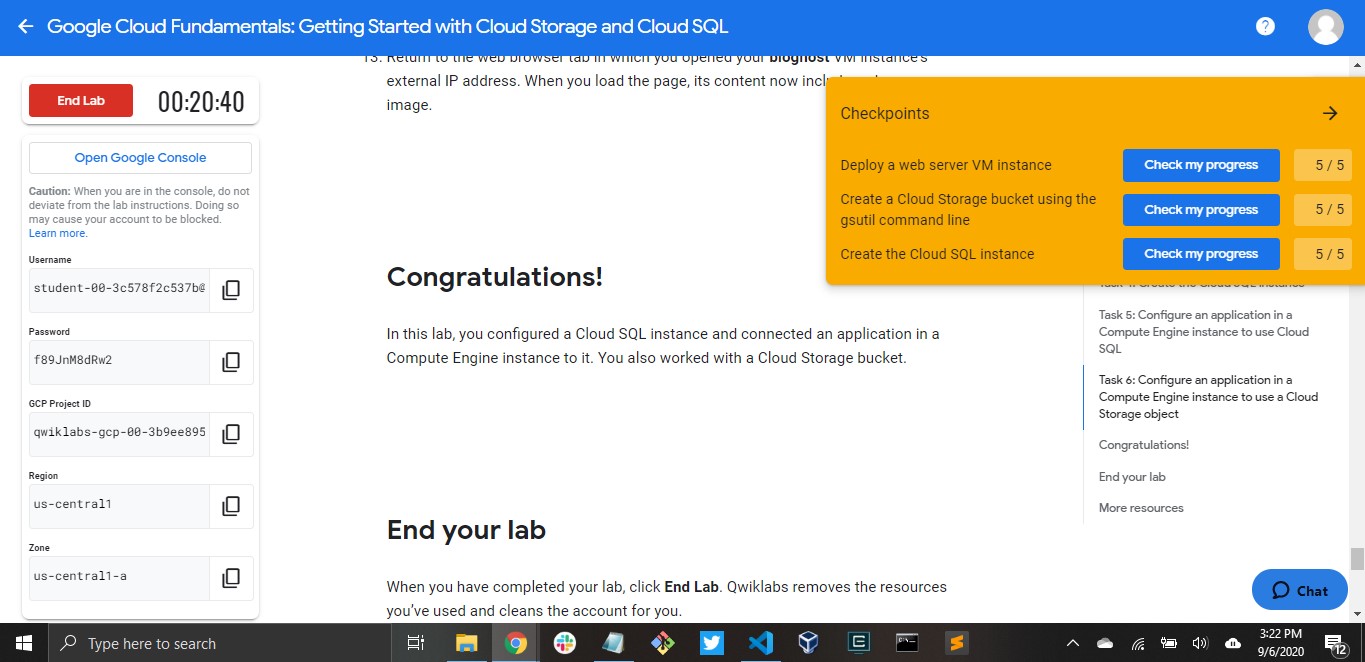 Google Cloud Fundamentals: Getting Started with Cloud Storage and Cloud SQL
?
End Lab
00:20:40
Open Google Console
Caution: When you are in the console, do not
deviate from the lab instructions. Doing so
may cause your account to be blocked.
Learn more.
Username
student-00-3c578f2c537b@
Password
f89JnM8dRw2
GCP Project ID
qwiklabs-gcp-00-3b9ee895
Region
us-central1
Zone
us-central1-a
13. Return to the web browser tab in which you opened your bloghost VM instance's
external IP address. When you load the page, its content now
image.
Congratulations!
In this lab, you configured a Cloud SQL instance and connected an application in a
Compute Engine instance to it. You also worked with a Cloud Storage bucket.
End your lab
When you have completed your lab, click End Lab. Qwiklabs removes the resources
you’ve used and cleans the account for you.
Checkpoints
Deploy a web server VM instance
Check my progress
5 / 5
Create a Cloud Storage bucket using the
gsutil command line
Check my progress
5 / 5
Create the Cloud SQL instance
Check my progress
5 / 5
Task 4: Create the Cloud SQL instance
Task 5: Configure an application in a
Compute Engine instance to use Cloud
SQL
Task 6: Configure an application in a
Compute Engine instance to use a Cloud
Storage object
Congratulations!
End your lab
More resources
Chat
Type here to search
3:22 PM
9/6/2020
12